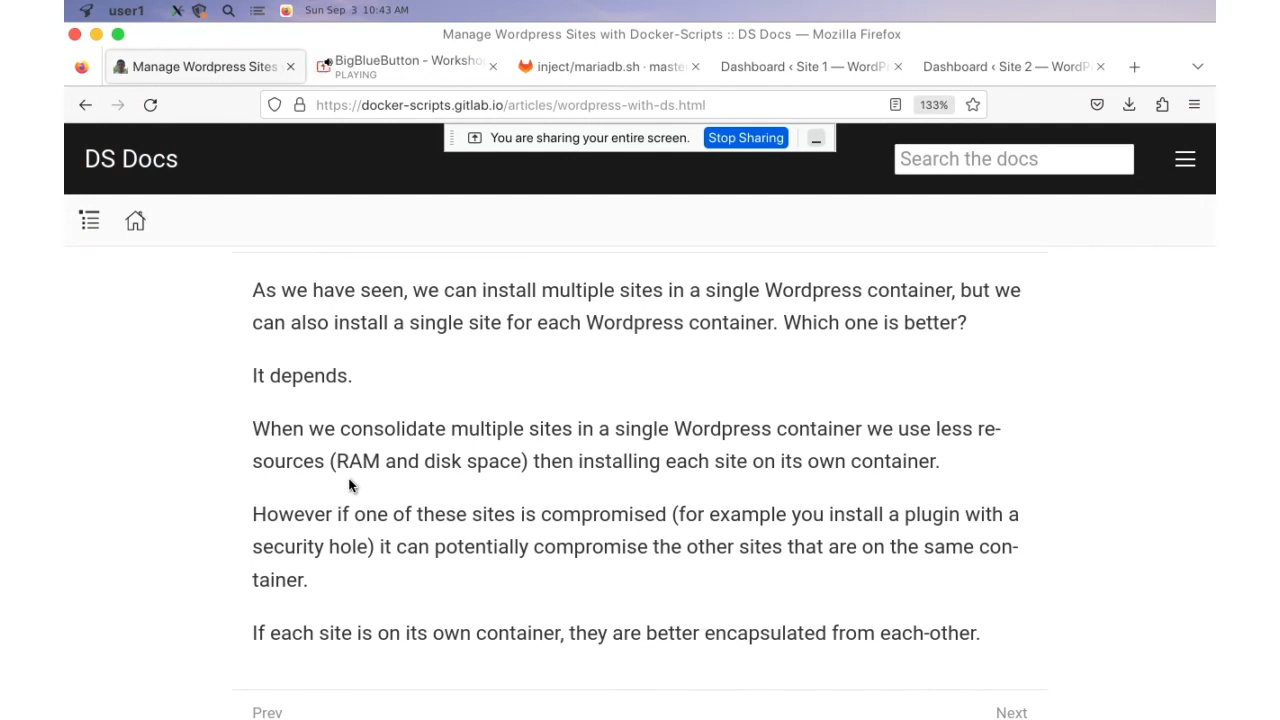 user1
Sun Sep 3 10:43 AM
Manage Wordpress Sites with Docker-Scripts :: DS Docs — Mozilla Firefox
Manage Wordpress Sites
BigBlueButton - Worksho
PLAYING
inject/mariadb.sh · maste
Dashboard ‹ Site 1 — WordPr
Dashboard ‹ Site 2 — WordP
https://docker-scripts.gitlab.io/articles/wordpress-with-ds.html
133%
You are sharing your entire screen.
Stop Sharing
DS Docs
Search the docs
As we have seen, we can install multiple sites in a single Wordpress container, but we
can also install a single site for each Wordpress container. Which one is better?
It depends.
When we consolidate multiple sites in a single Wordpress container we use less re-
sources (RAM and disk space) then installing each site on its own container.
However if one of these sites is compromised (for example you install a plugin with a
security hole) it can potentially compromise the other sites that are on the same con-
tainer.
If each site is on its own container, they are better encapsulated from each-other.
Prev
Next